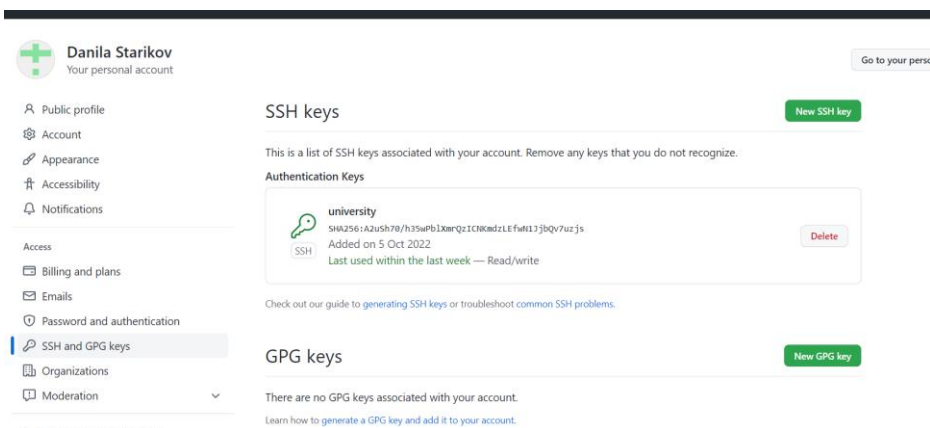 Danila Starikov
Your personal account
Go to your perso
Public profile
Account
Appearance
Accessibility
Notifications
Access
Billing and plans
Emails
Password and authentication
SSH and GPG keys
Organizations
Moderation
SSH keys
New SSH key
This is a list of SSH keys associated with your account. Remove any keys that you do not recognize.
Authentication Keys
university
SHA256:A2uSh70/h35wPblXmrQzICNKmdzLEfwN1JjbQv7uzjs
SSH
Added on 5 Oct 2022
Last used within the last week — Read/write
Delete
Check out our guide to generating SSH keys or troubleshoot common SSH problems.
GPG keys
New GPG key
There are no GPG keys associated with your account.
Learn how to generate a GPG key and add it to your account.